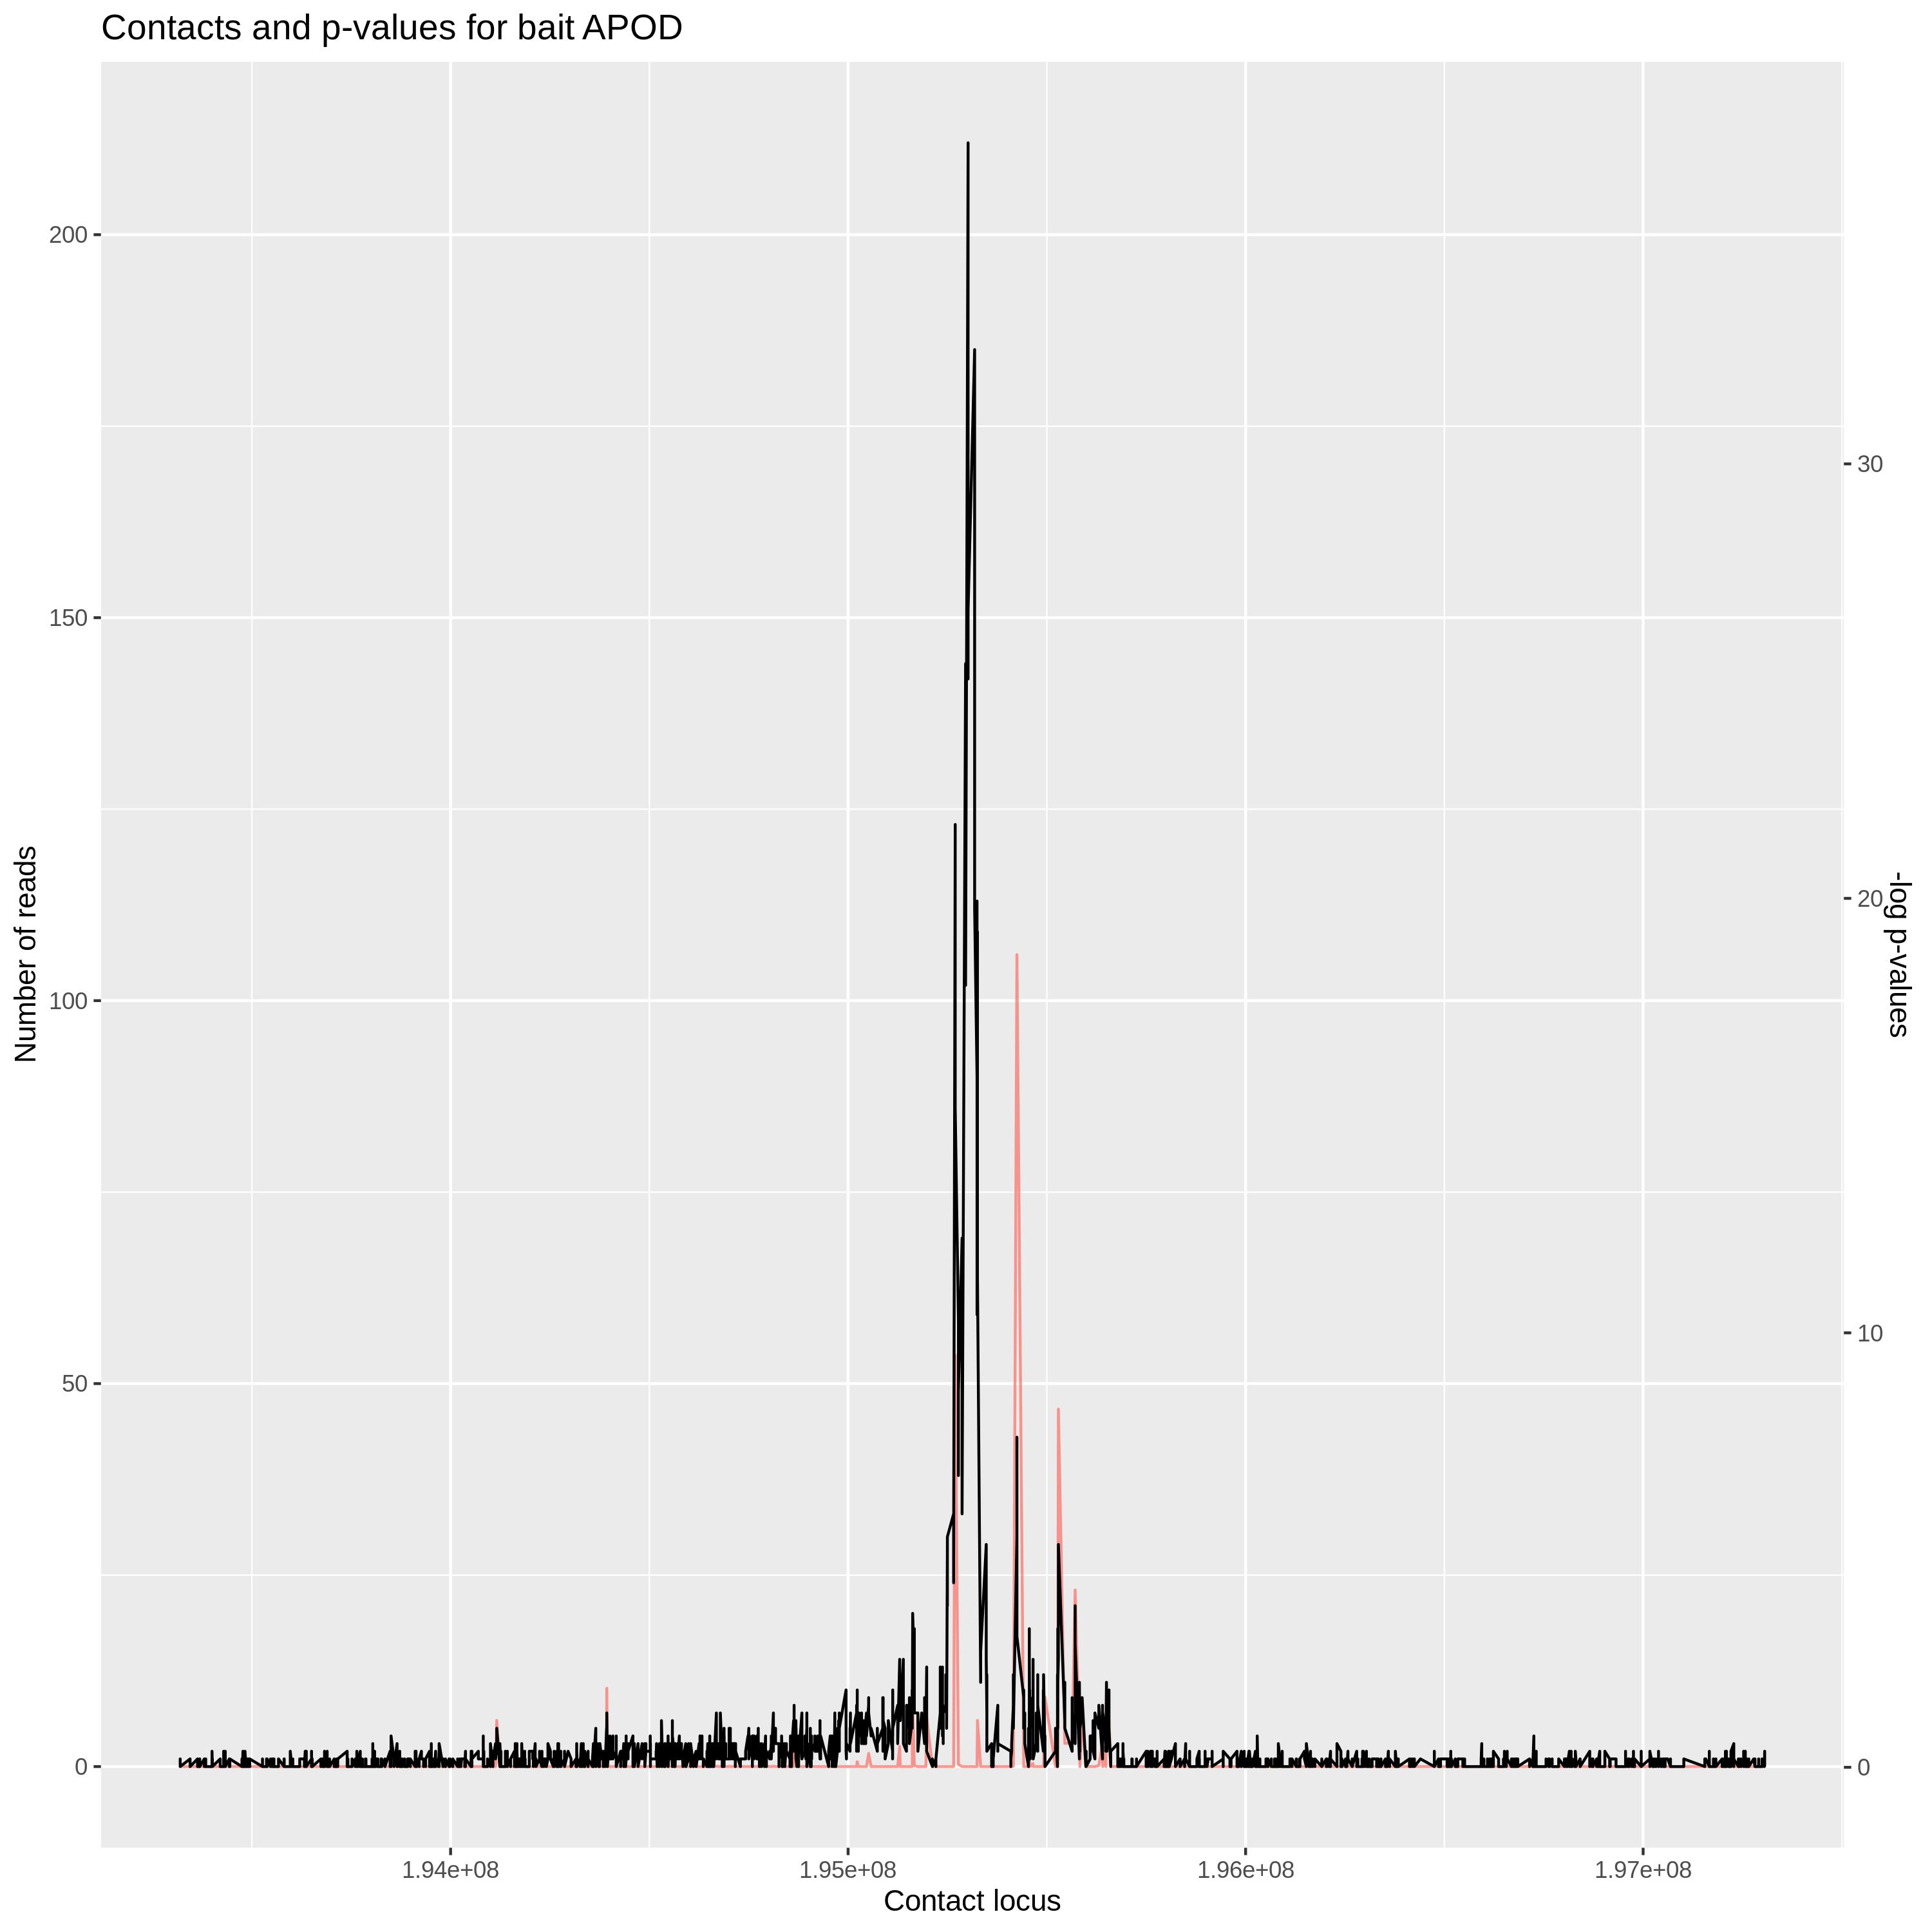 Contacts and p-values for bait APOD
200
150
100
50
0
Number of reads
30
20
10
0
-log p-values
1.94e+08
1.95e+08
1.96e+08
1.97e+08
Contact locus